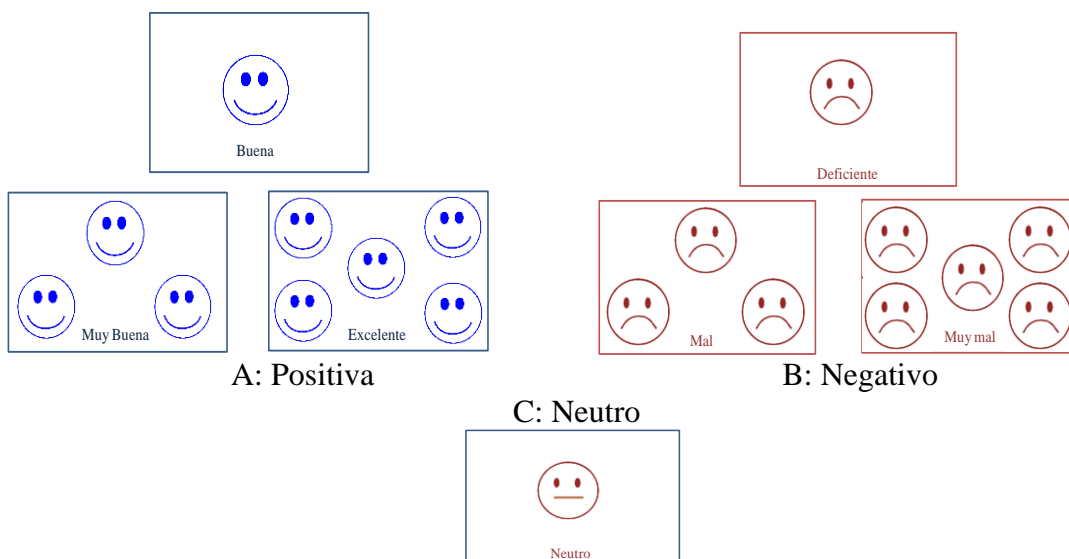 Buena
Muy Buena
Excelente
A: Positiva
Deficiente
Mal
Muy mal
B: Negativo
C: Neutro
Neutro